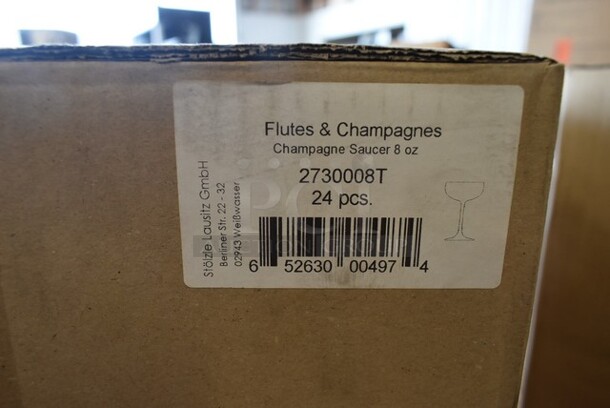 Flutes & Champagnes
Champagne Saucer 8 oz
2730008T
24 pcs.
6 52630 00497 4
Stölzle Lausitz GmbH
Berliner Str. 22 - 32
02943 Weißwasser